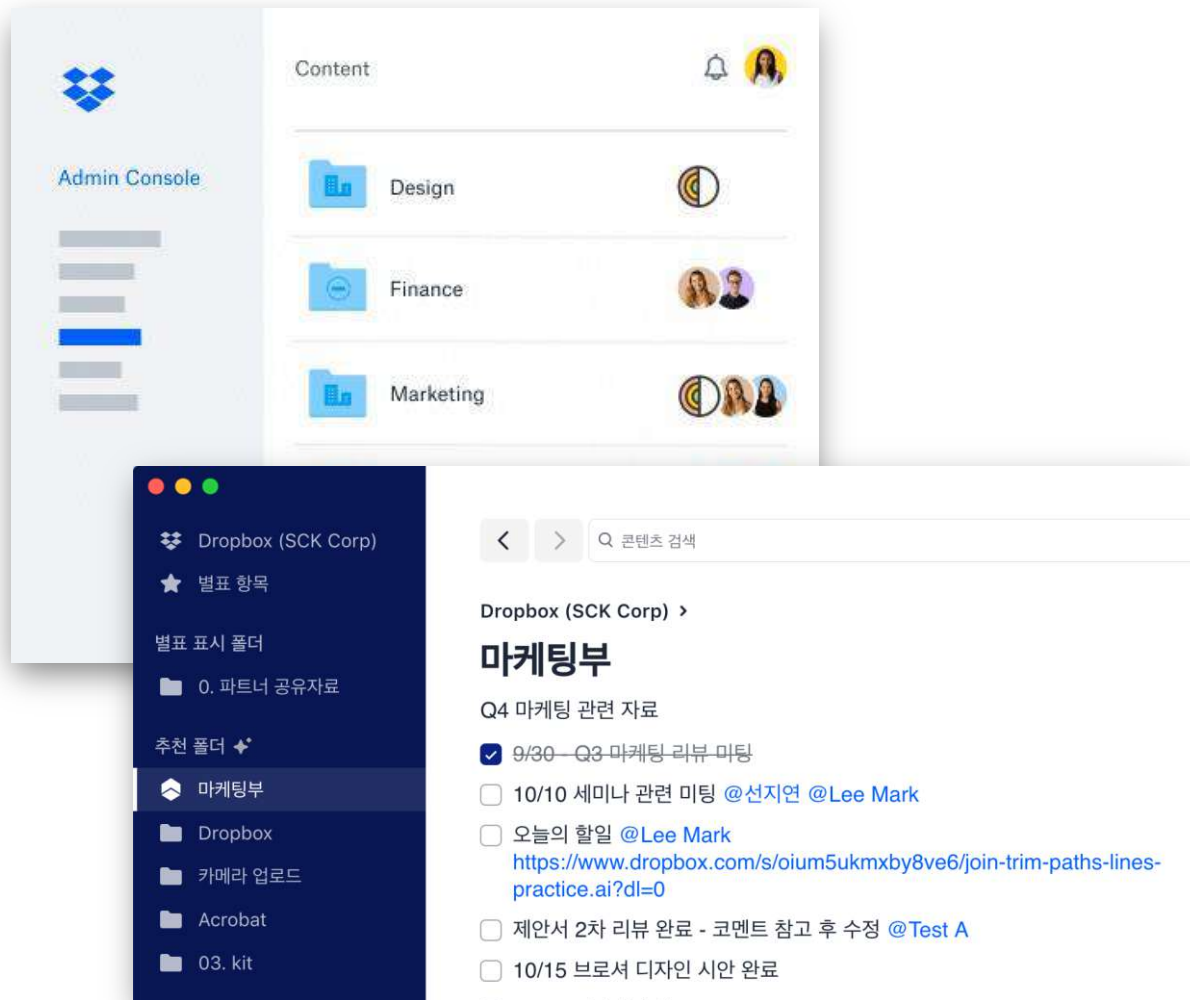 Content
Admin Console
Design
Finance
Marketing
Dropbox (SCK Corp)
별표 항목
별표 표시 폴더
0. 파트너 공유자료
추천 폴더
마케팅부
Dropbox
카메라 업로드
Acrobat
03. kit
콘텐츠 검색
Dropbox (SCK Corp) >
마케팅부
Q4 마케팅 관련 자료
9/30 - Q3 마케팅 리뷰 미팅
10/10 세미나 관련 미팅 @선지연 @Lee Mark
오늘의 할일 @Lee Mark
https://www.dropbox.com/s/oium5ukmxby8ve6/join-trim-paths-lines-
practice.ai?dl=0
제안서 2차 리뷰 완료 - 코멘트 참고 후 수정 @Test A
10/15 브로셔 디자인 시안 완료